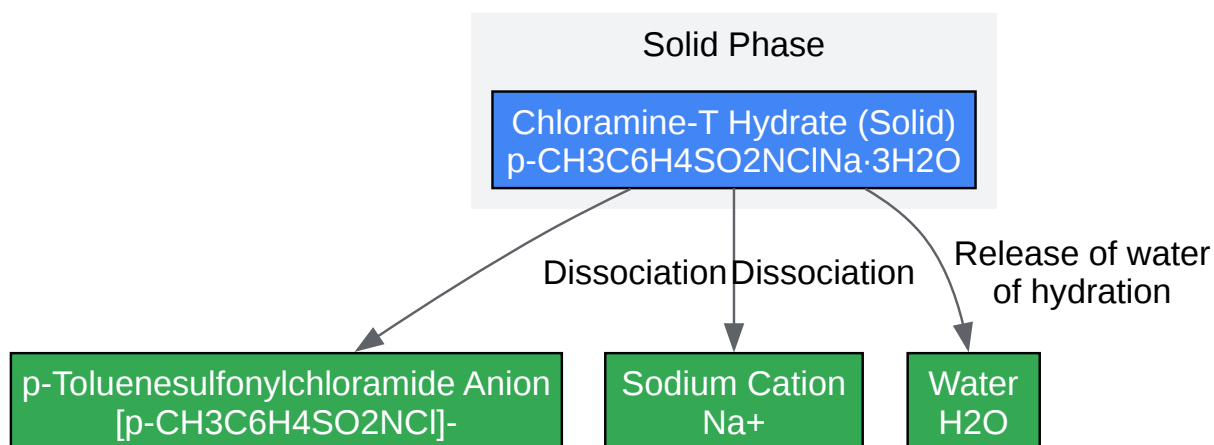 Solid Phase
Chloramine-T Hydrate (Solid)
p-CH3C6H4SO2NClNa·3H2O
Dissociation
Dissociation
Release of water
of hydration
p-Toluenesulfonylchloramide Anion
[p-CH3C6H4SO2NCl]-
Sodium Cation
Na+
Water
H2O